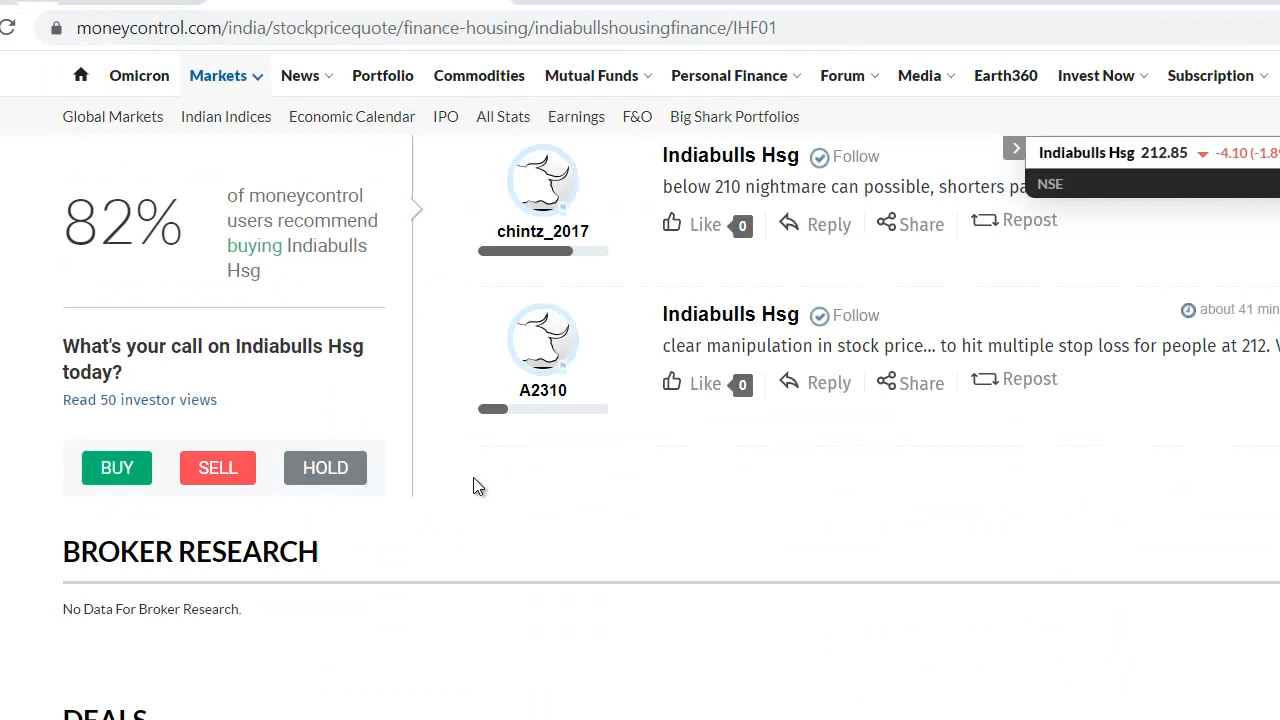 moneycontrol.com/india/stockpricequote/finance-housing/indiabullshousingfinance/IHF01
Omicron Markets News Portfolio Commodities Mutual Funds Personal Finance Forum Media Earth360 Invest Now Subscription
Global Markets Indian Indices Economic Calendar IPO All Stats Earnings F&O Big Shark Portfolios
Indiabulls Hsg 212.85 -4.10 (-1.89
NSE
82%
of moneycontrol
users recommend
buying Indiabulls
Hsg
What's your call on Indiabulls Hsg
today?
Read 50 investor views
BUY SELL HOLD
chintz_2017
Indiabulls Hsg Follow
below 210 nightmare can possible, shorters
Like 0 Reply Share Repost
A2310
Indiabulls Hsg Follow
about 41 min
clear manipulation in stock price... to hit multiple stop loss for people at 212.
Like 0 Reply Share Repost
BROKER RESEARCH
No Data For Broker Research.
DEALS